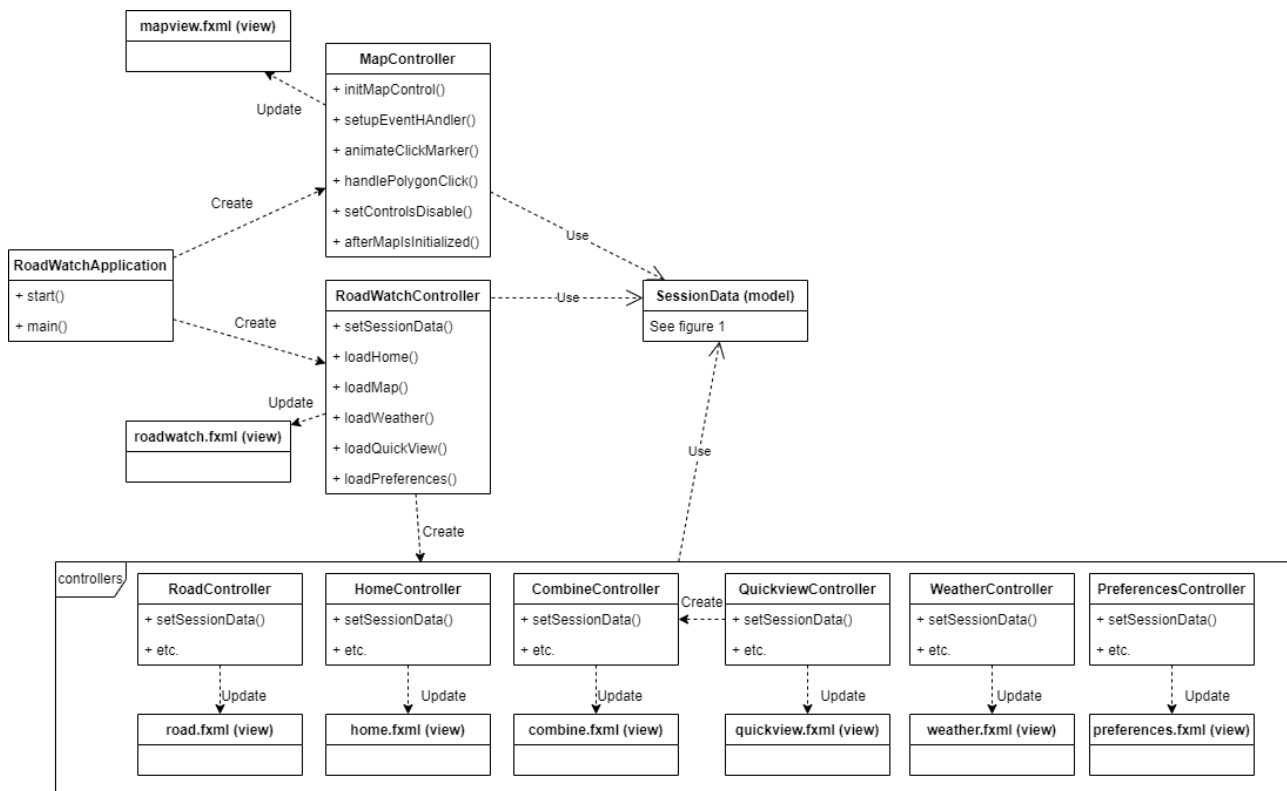 mapview.fxml (view)
Update
MapController
+ initMapControl()
+ setupEventHAndler()
+ animateClickMarker()
+ handlePolygonClick()
+ setControlsDisable()
+ afterMapIsInitialized()
Create
Use
RoadWatchApplication
+ start()
+ main()
Create
RoadWatchController
+ setSessionData()
+ loadHome()
+ loadMap()
+ loadWeather()
+ loadQuickView()
+ loadPreferences()
Use
SessionData (model)
See figure 1
Update
roadwatch.fxml (view)
Use
Create
controllers
RoadController
+ setSessionData()
+ etc.
Update
road.fxml (view)
HomeController
+ setSessionData()
+ etc.
Update
home.fxml (view)
CombineController
+ setSessionData()
+ etc.
Update
combine.fxml (view)
Create
QuickviewController
+ setSessionData()
+ etc.
Update
quickview.fxml (view)
WeatherController
+ setSessionData()
+ etc.
Update
weather.fxml (view)
PreferencesController
+ setSessionData()
+ etc.
Update
preferences.fxml (view)